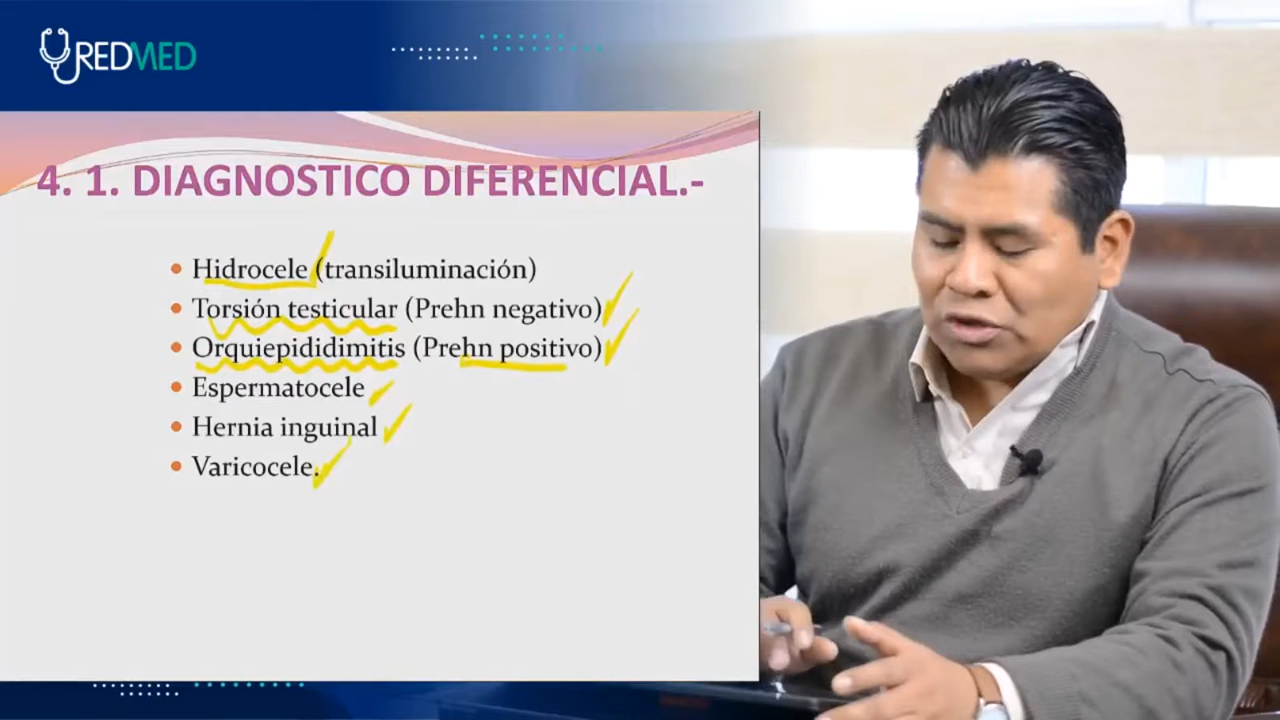 REDMED
4. 1. DIAGNOSTICO DIFERENCIAL.-
• Hidrocele (transiluminación)
• Torsión testicular (Prehn negativo)
• Orquiepididimitis (Prehn positivo)
• Espermatocele
• Hernia inguinal
• Varicocele.